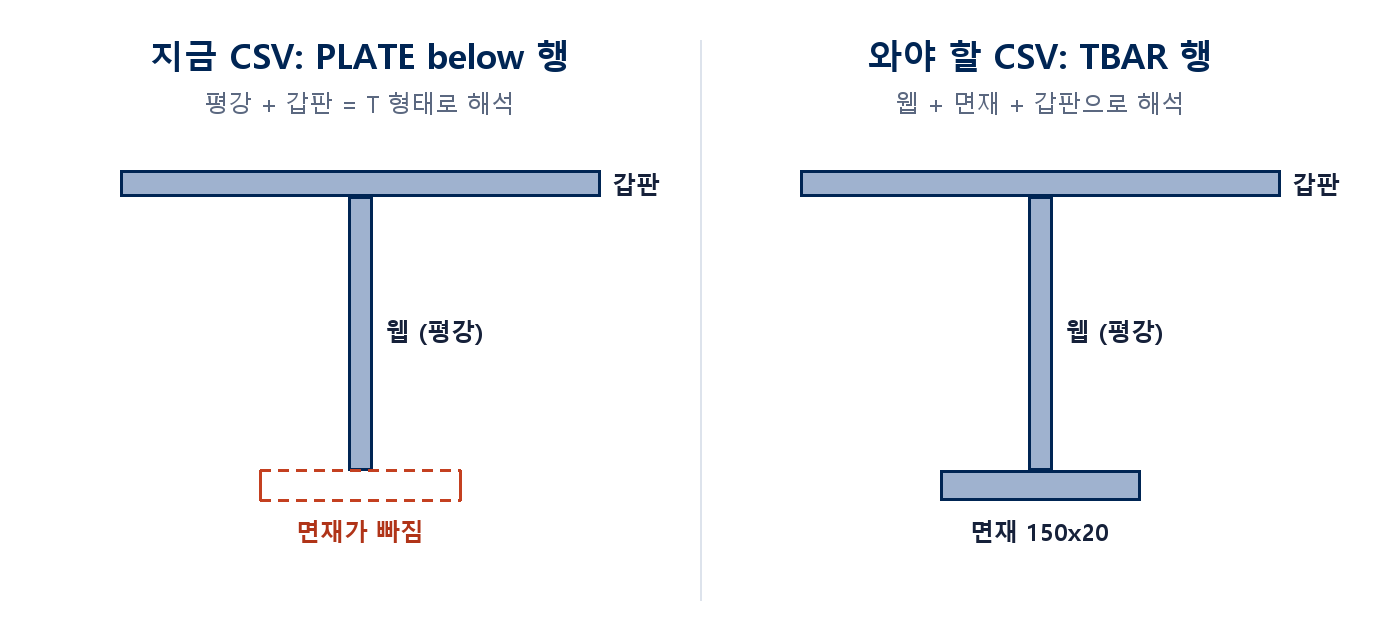 지금 CSV: PLATE below 행
평강 + 갑판 = T 형태로 해석
갑판
웹 (평강)
면재가 빠짐
와야 할 CSV: TBAR 행
웹 + 면재 + 갑판으로 해석
갑판
웹 (평강)
면재 150x20